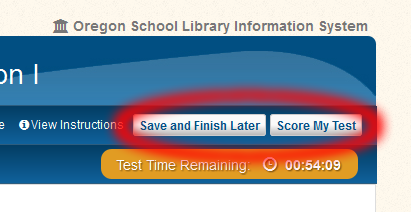 Oregon School Library Information System
on I
e View Instructions Save and Finish Later Score My Test
Test Time Remaining: 00:54:09